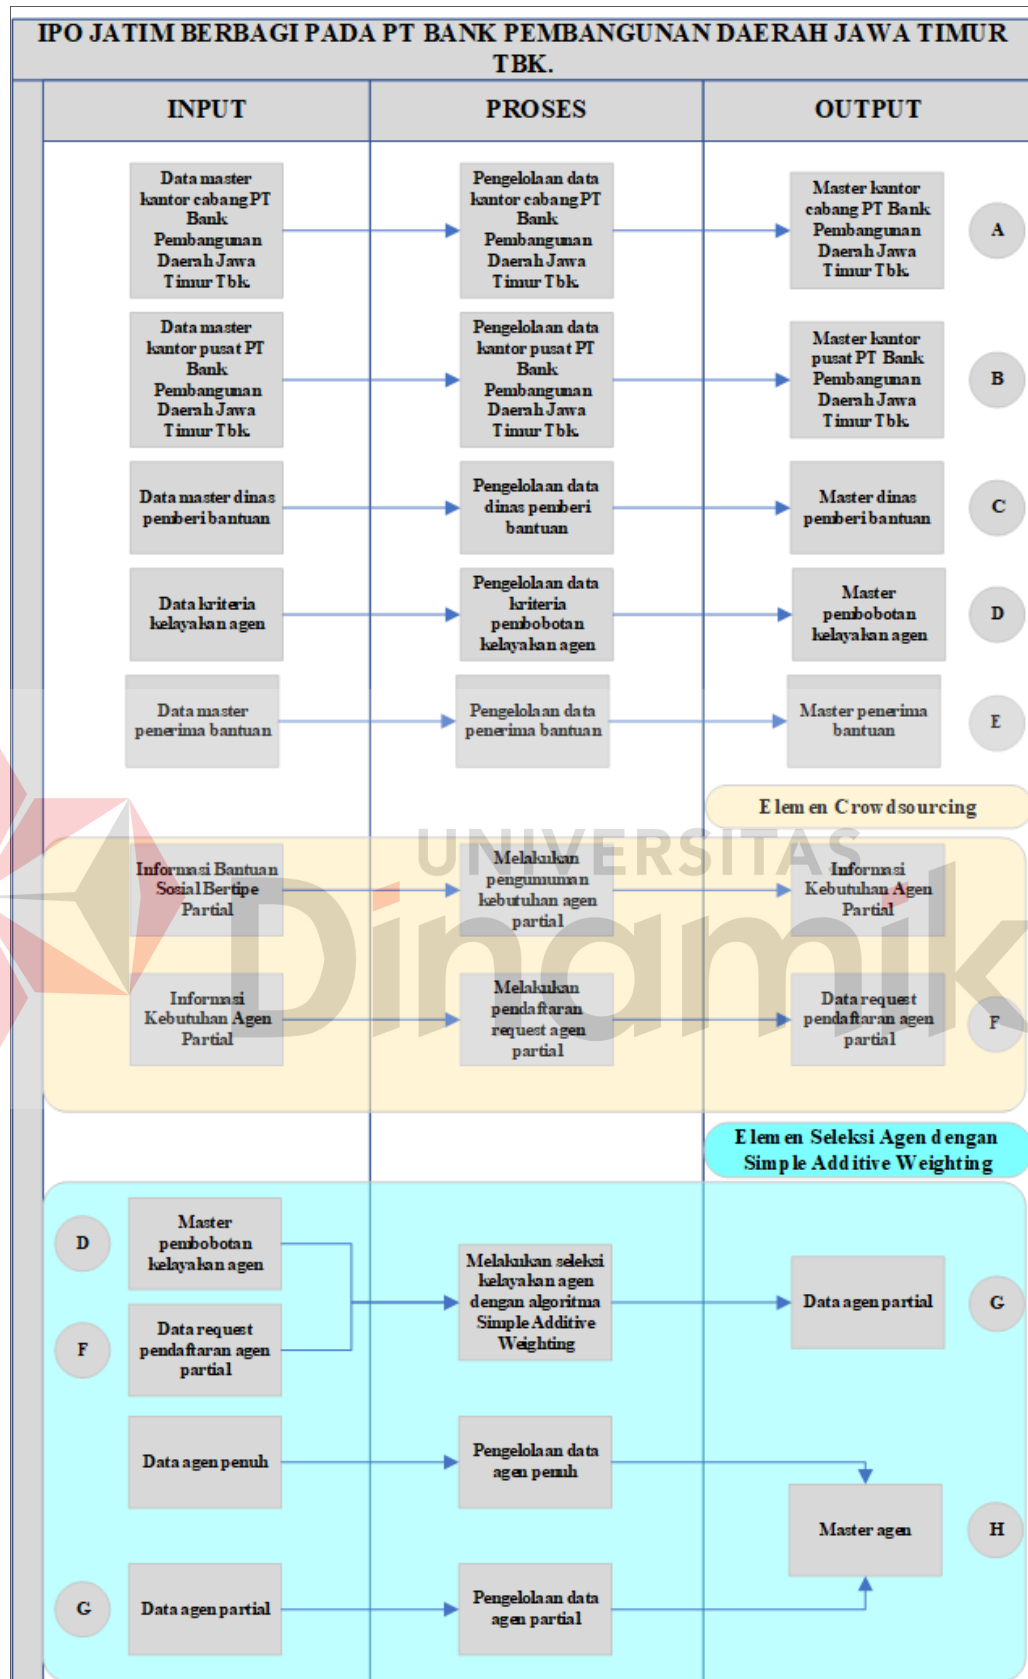 IPO JATIM BERBAGI PADA PT BANK PEMBANGUNAN DAERAH JAWA TIMUR
TBK.
INPUT
PROSES
OUTPUT
Data master
kantor cabang PT
Bank
Pembangunan
Daerah Jawa
Timur Tbk.
Pengelolaan data
kantor cabang PT
Bank
Pembangunan
Daerah Jawa
Timur Tbk.
Master kantor
cabang PT Bank
Pembangunan
Daerah Jawa
Timur Tbk.
A
Data master
kantor pusat PT
Bank
Pembangunan
Daerah Jawa
Timur Tbk.
Pengelolaan data
kantor pusat PT
Bank
Pembangunan
Daerah Jawa
Timur Tbk.
Master kantor
pusat PT Bank
Pembangunan
Daerah Jawa
Timur Tbk.
B
Data master dinas
pemberi bantuan
Pengelolaan data
dinas pemberi
bantuan
Master dinas
pemberi bantuan
C
Data kriteria
kelayakan agen
Pengelolaan data
kriteria
pembobotan
kelayakan agen
Master
pembobotan
kelayakan agen
D
Data master
penerima bantuan
Pengelolaan data
penerima bantuan
Master penerima
bantuan
E
Elemen Crowdsourcing
UNIVERSITAS
Dinamika
Informasi Bantuan
Sosial Bertipe
Partial
Melakukan
pengumuman
kebutuhan agen
partial
Informasi
Kebutuhan Agen
Partial
Informasi
Kebutuhan Agen
Partial
Melakukan
pendaftaran
request agen
partial
Data request
pendaftaran agen
partial
F
Elemen Seleksi Agen dengan
Simple Additive Weighting
D
Master
pembobotan
kelayakan agen
F
Data request
pendaftaran agen
partial
Melakukan seleksi
kelayakan agen
dengan algoritma
Simple Additive
Weighting
Data agen partial
G
Data agen penuh
Pengelolaan data
agen penuh
Master agen
H
G
Data agen partial
Pengelolaan data
agen partial